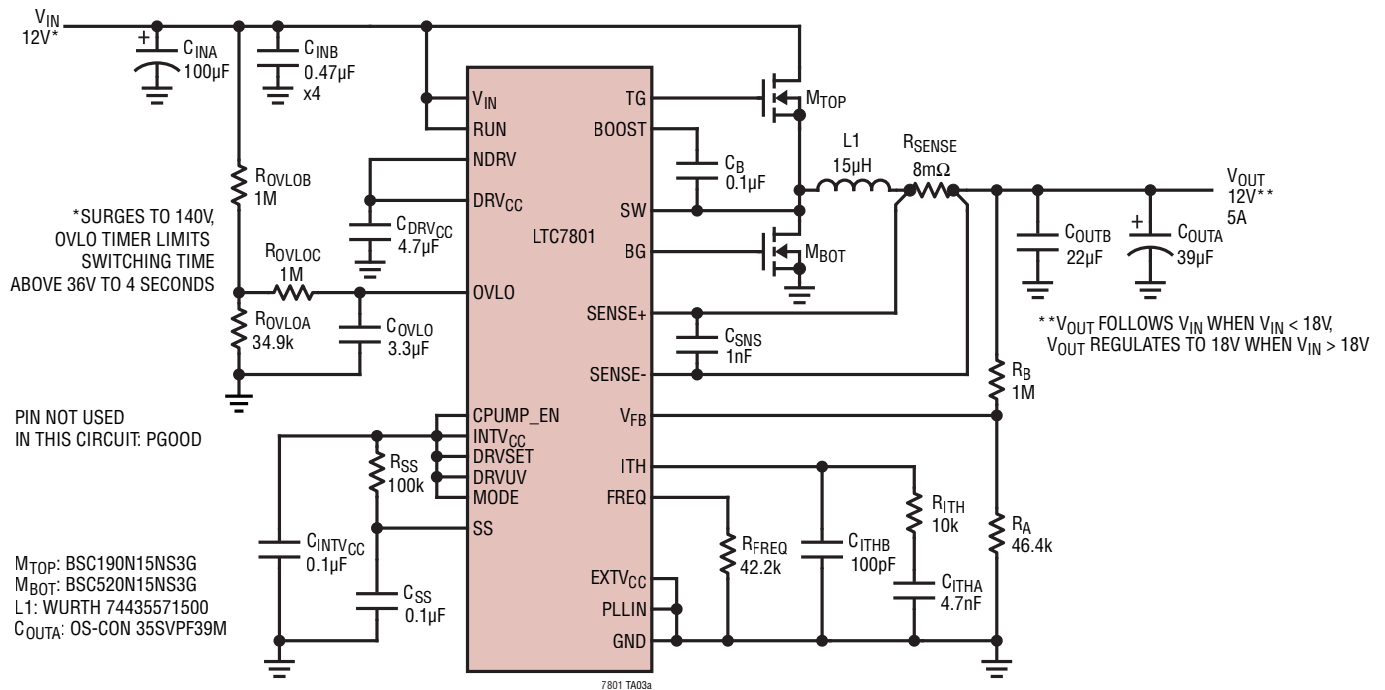 VIN
12V*
+
CINA
100µF
CINB
0.47µF
x4
ROVLOB
1M
*SURGES TO 140V,
OVLO TIMER LIMITS
SWITCHING TIME
ABOVE 36V TO 4 SECONDS
ROVLOC
1M
ROVLOA
34.9k
COVLO
3.3µF
CDRVCC
4.7µF
PIN NOT USED
IN THIS CIRCUIT: PGOOD
RSS
100k
CINTVCC
0.1µF
CSS
0.1µF
MTOP: BSC190N15NS3G
MBOT: BSC520N15NS3G
L1: WURTH 74435571500
COUTA: OS-CON 35SVPF39M
VIN
RUN
NDRV
DRVCC
OVLO
CPUMP_EN
INTVCC
DRVSET
DRVUV
MODE
SS
LTC7801
TG
BOOST
SW
BG
SENSE+
SENSE-
VFB
ITH
FREQ
EXTVCC
PLLIN
GND
MTOP
CB
0.1µF
MBOT
L1
15µH
RSENSE
8mΩ
VOUT
12V**
5A
COUTB
22µF
+
COUTA
39µF
**VOUT FOLLOWS VIN WHEN VIN < 18V,
VOUT REGULATES TO 18V WHEN VIN > 18V
CSNS
1nF
RB
1M
RFREQ
42.2k
CITHB
100pF
RITH
10k
CITHA
4.7nF
RA
46.4k
7801 TA03a